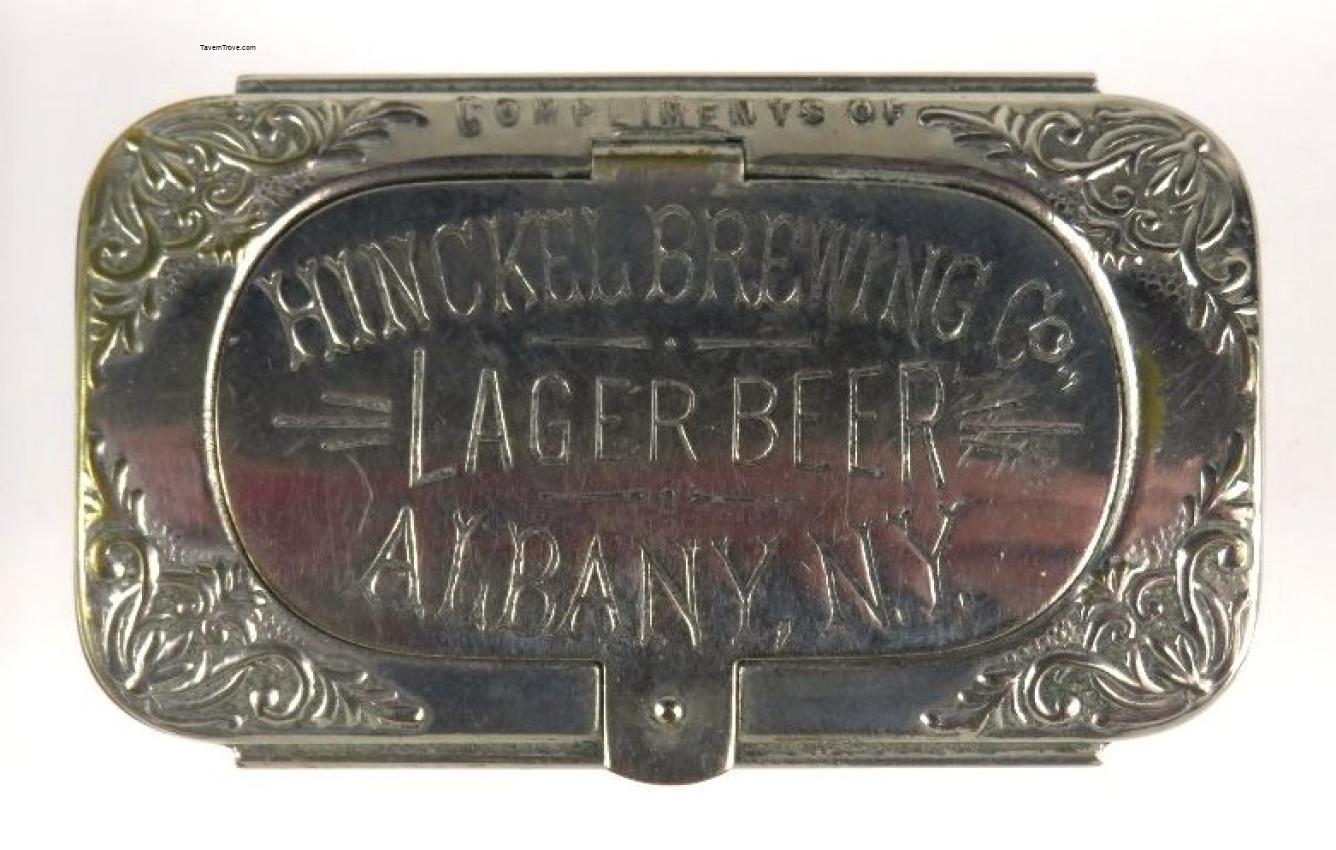 TavernTrove.com
COMPLIMENTS OF
HINCKEL BREWING Co.,
LAGER BEER
ALBANY, N.Y.